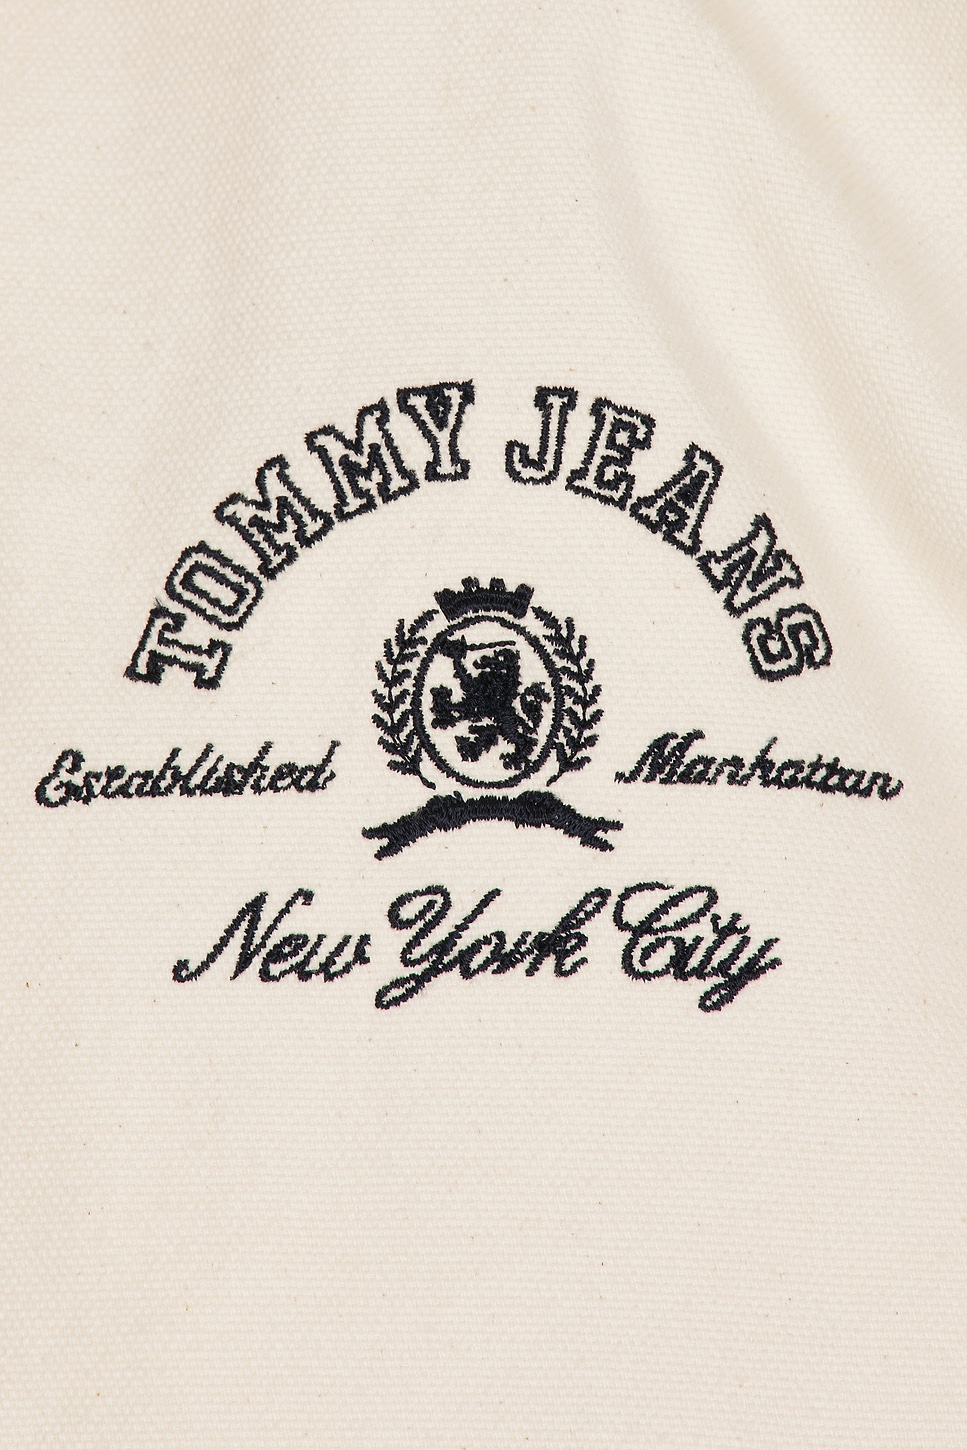 TOMMY JEANS
Established Manhattan
New York City